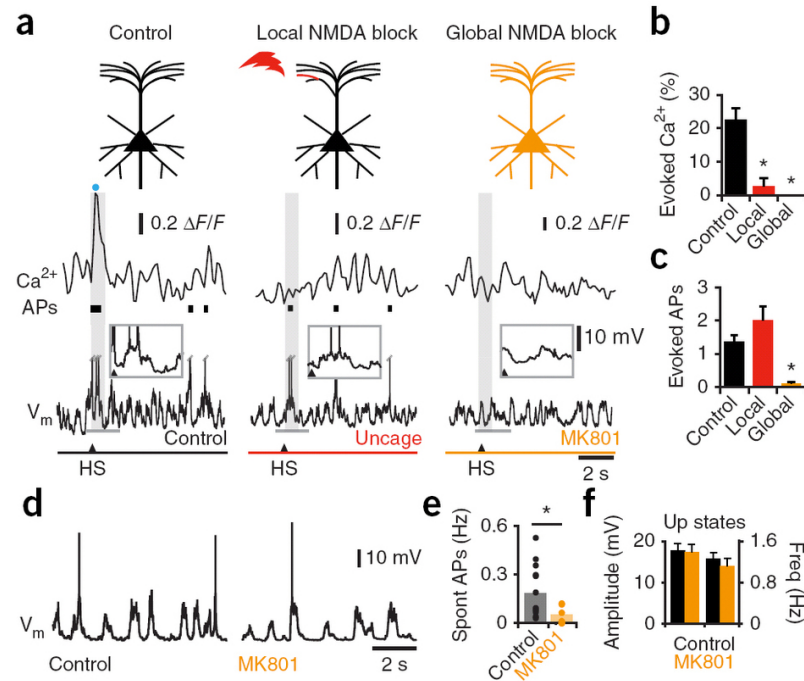 a
Control
Local NMDA block
Global NMDA block
0.2 ΔF/F
0.2 ΔF/F
0.2 ΔF/F
Ca2+
APs
10 mV
Vm
Control
Uncage
MK801
HS
HS
HS
2 s
b
Evoked Ca2+ (%)
30
20
10
0
*
*
Control
Local
Global
c
Evoked APs
3
2
1
0
*
Control
Local
Global
d
10 mV
Vm
Control
MK801
2 s
e
Spont APs (Hz)
0.6
0.3
0
*
Control
MK801
f
Up states
Amplitude (mV)
20
10
0
1.6
0.8
0
Freq (Hz)
Control
MK801